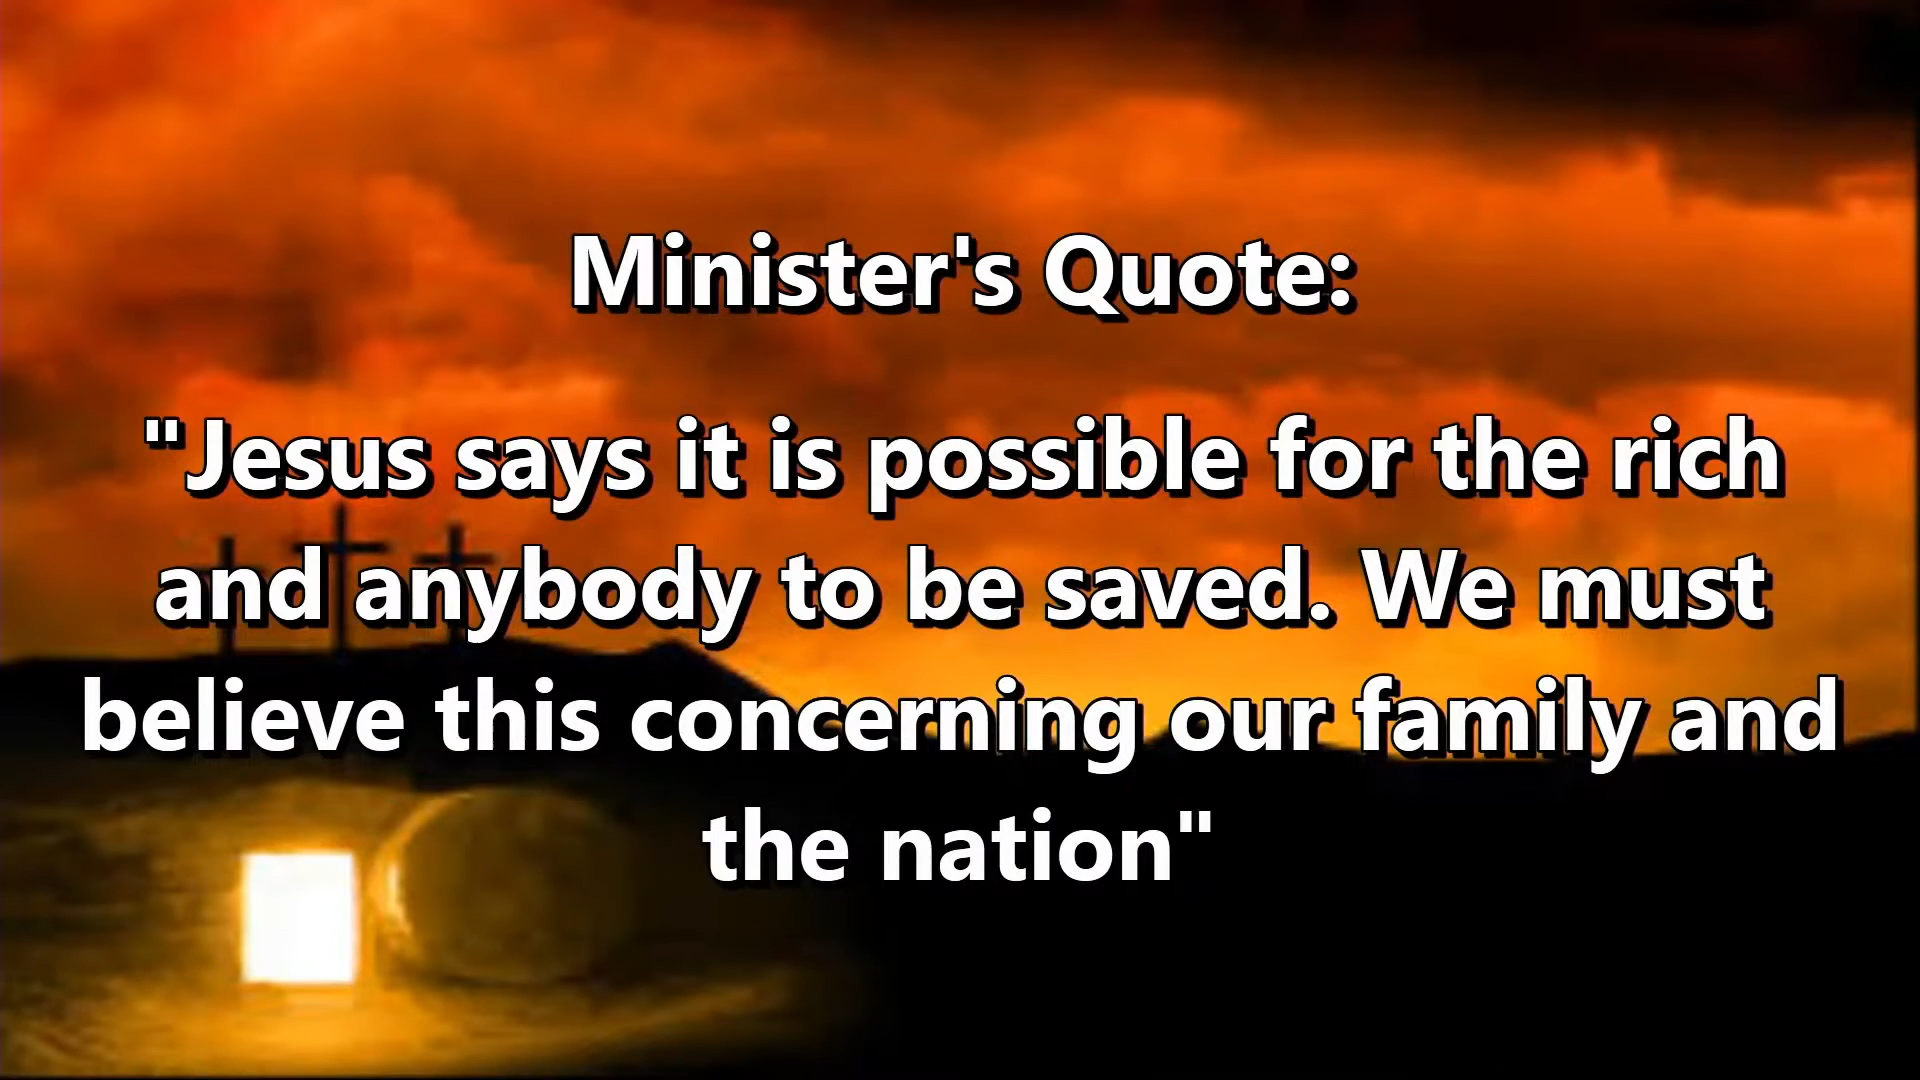 Minister's Quote:
"Jesus says it is possible for the rich
and anybody to be saved. We must
believe this concerning our family and
the nation"